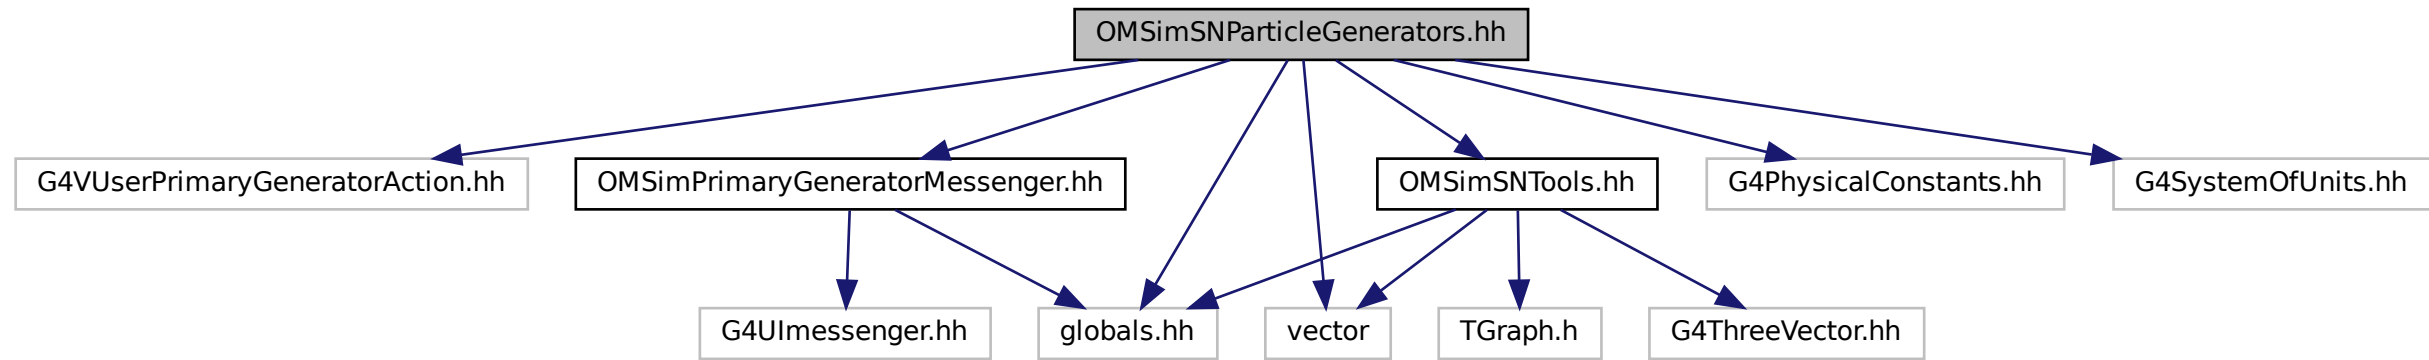 OMSimSNParticleGenerators.hh
G4VUserPrimaryGeneratorAction.hh
OMSimPrimaryGeneratorMessenger.hh
OMSimSNTools.hh
G4PhysicalConstants.hh
G4SystemOfUnits.hh
G4UImessenger.hh
globals.hh
vector
TGraph.h
G4ThreeVector.hh